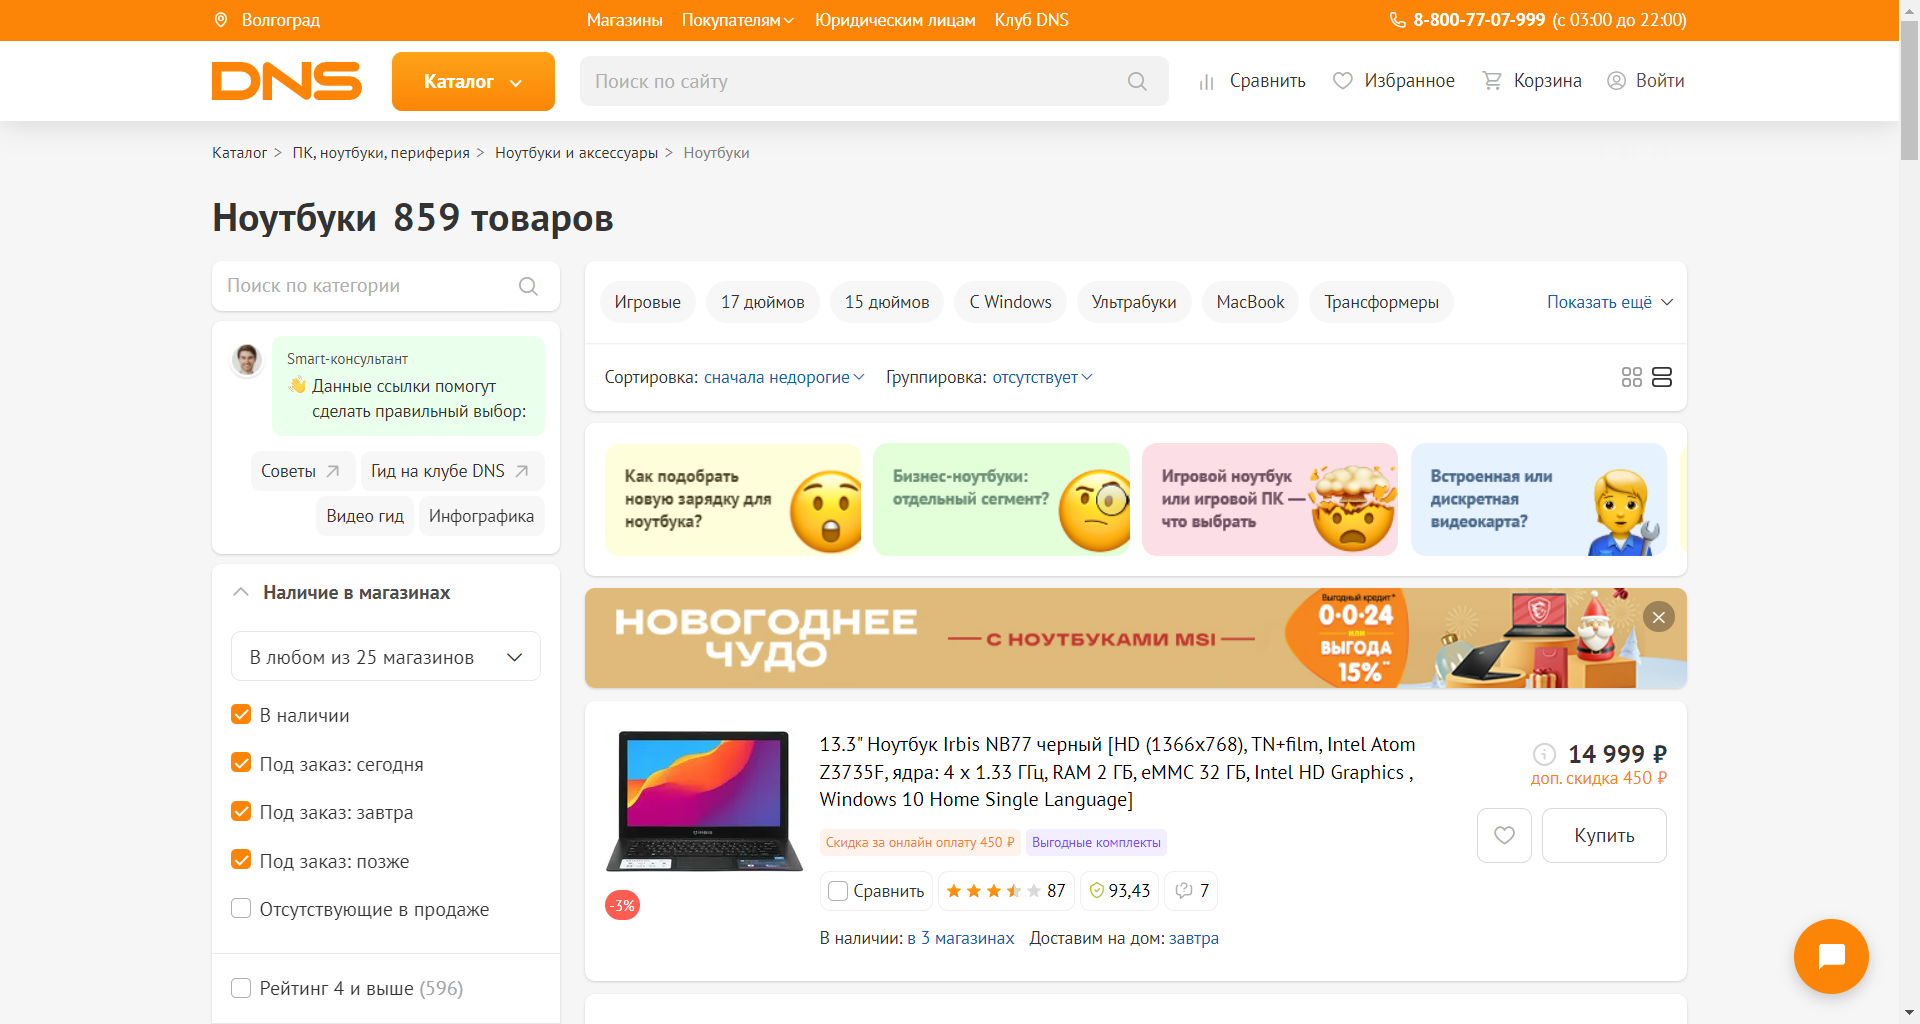 Волгоград
Магазины Покупателям Юридическим лицам Клуб DNS
8-800-77-07-999 (с 03:00 до 22:00)
DNS
Каталог
Поиск по сайту
Сравнить
Избранное
Корзина
Войти
Каталог > ПК, ноутбуки, периферия > Ноутбуки и аксессуары > Ноутбуки
Ноутбуки 859 товаров
Поиск по категории
Smart-консультант
Данные ссылки помогут
сделать правильный выбор:
Советы
Гид на клубе DNS
Видео гид
Инфографика
Наличие в магазинах
В любом из 25 магазинов
В наличии
Под заказ: сегодня
Под заказ: завтра
Под заказ: позже
Отсутствующие в продаже
Рейтинг 4 и выше (596)
Игровые
17 дюймов
15 дюймов
С Windows
Ультрабуки
MacBook
Трансформеры
Показать ещё
Сортировка: сначала недорогие
Группировка: отсутствует
Как подобрать
новую зарядку для
ноутбука?
Бизнес-ноутбуки:
отдельный сегмент?
Игровой ноутбук
или игровой ПК —
что выбрать
Встроенная или
дискретная
видеокарта?
НОВОГОДНЕЕ
ЧУДО
С НОУТБУКАМИ MSI
Выгодный кредит*
0-0-24
или
ВЫГОДА
15%**
13.3" Ноутбук Irbis NB77 черный [HD (1366x768), TN+film, Intel Atom
Z3735F, ядра: 4 х 1.33 ГГц, RAM 2 ГБ, eMMC 32 ГБ, Intel HD Graphics ,
Windows 10 Home Single Language]
Скидка за онлайн оплату 450 ₽
Выгодные комплекты
Сравнить
87
93,43
7
В наличии: в 3 магазинах Доставим на дом: завтра
-3%
14 999 ₽
доп. скидка 450 ₽
Купить